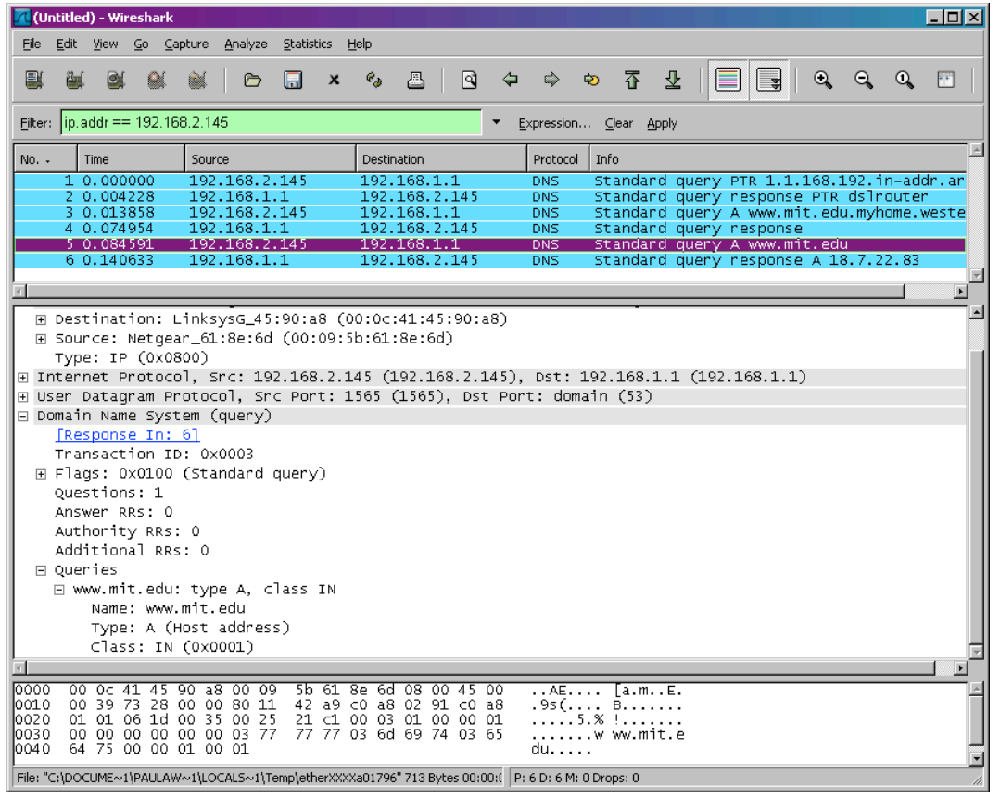 (Untitled) - Wireshark
File Edit View Go Capture Analyze Statistics Help
Filter: ip.addr == 192.168.2.145 Expression... Clear Apply
No. Time Source Destination Protocol Info
1 0.000000 192.168.2.145 192.168.1.1 DNS Standard query PTR 1.1.168.192.in-addr.ar
2 0.004228 192.168.1.1 192.168.2.145 DNS Standard query response PTR dslrouter
3 0.013858 192.168.2.145 192.168.1.1 DNS Standard query A www.mit.edu.myhome.weste
4 0.074954 192.168.1.1 192.168.2.145 DNS Standard query response
5 0.084591 192.168.2.145 192.168.1.1 DNS Standard query A www.mit.edu
6 0.140633 192.168.1.1 192.168.2.145 DNS Standard query response A 18.7.22.83
Destination: LinksysG_45:90:a8 (00:0c:41:45:90:a8)
Source: Netgear_61:8e:6d (00:09:5b:61:8e:6d)
Type: IP (0x0800)
Internet Protocol, Src: 192.168.2.145 (192.168.2.145), Dst: 192.168.1.1 (192.168.1.1)
User Datagram Protocol, Src Port: 1565 (1565), Dst Port: domain (53)
Domain Name System (query)
[Response In: 6]
Transaction ID: 0x0003
Flags: 0x0100 (Standard query)
Questions: 1
Answer RRs: 0
Authority RRs: 0
Additional RRs: 0
Queries
www.mit.edu: type A, class IN
Name: www.mit.edu
Type: A (Host address)
Class: IN (0x0001)
0000 00 0c 41 45 90 a8 00 09 5b 61 8e 6d 08 00 45 00 ..AE.... [a.m..E.
0010 00 39 73 28 00 00 80 11 42 a9 c0 a8 02 91 c0 a8 .9s(.... B.......
0020 01 01 06 1d 00 35 00 25 21 c1 00 03 01 00 00 01 .....5.% !.......
0030 00 00 00 00 00 00 03 77 77 77 03 6d 69 74 03 65 .......w ww.mit.e
0040 64 75 00 00 01 00 01 du.....
File: "C:\DOCUME~1\PAULAW~1\LOCALS~1\Temp\etherXXXXa01796" 713 Bytes 00:00:( P: 6 D: 6 M: 0 Drops: 0